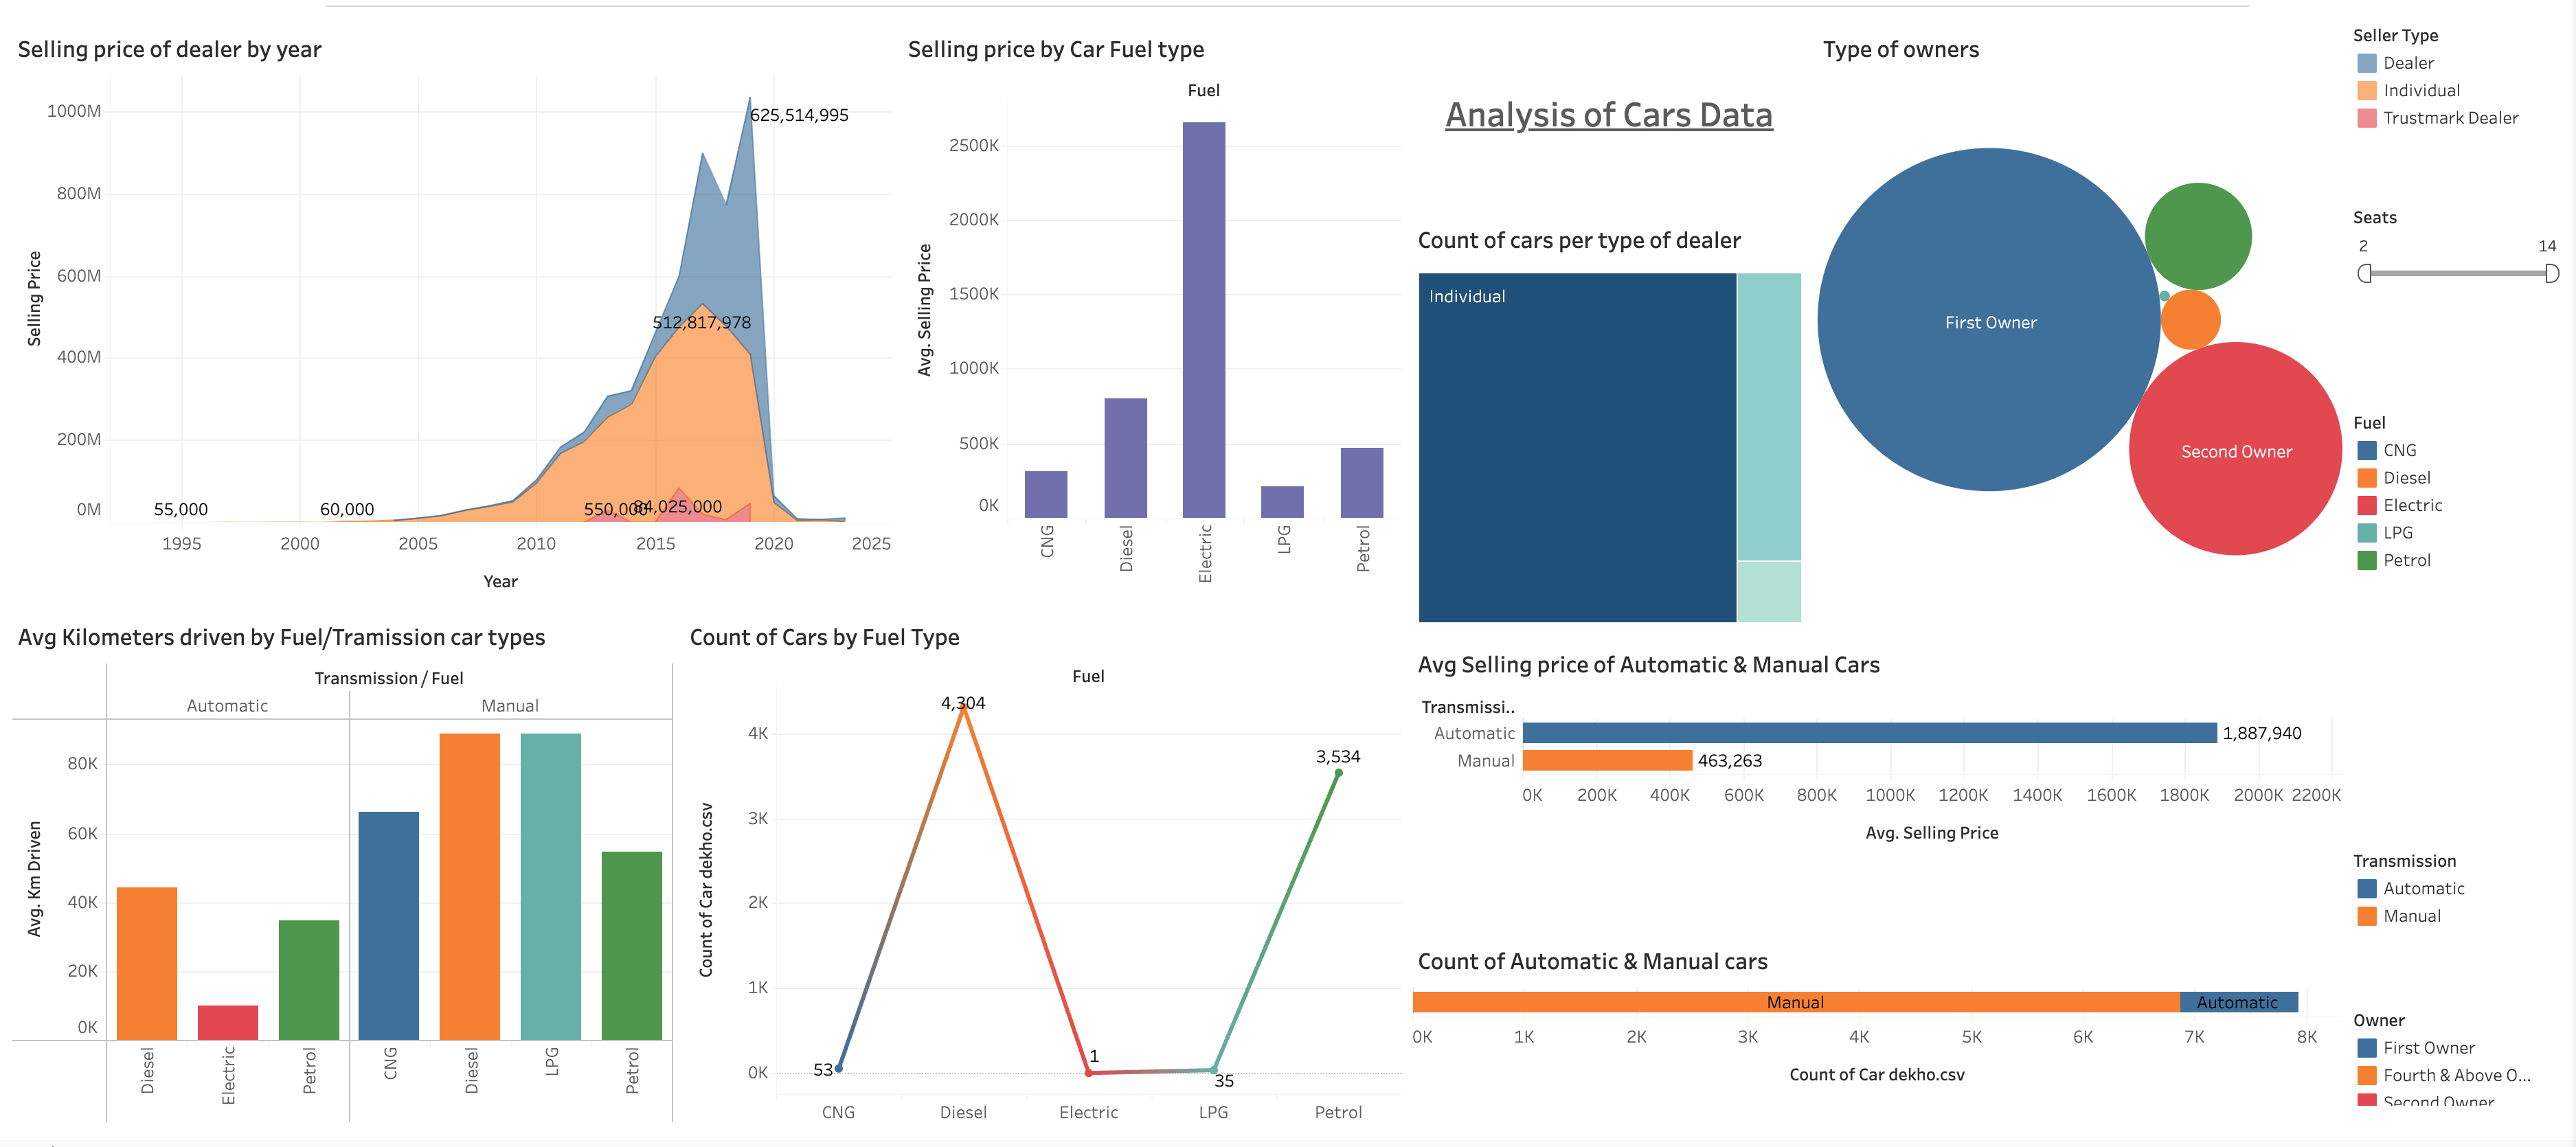 Selling price of dealer by year
Selling Price
1000M
800M
600M
400M
200M
0M
625,514,995
512,817,978
55,000
60,000
550,000
84,025,000
1995
2000
2005
2010
2015
2020
2025
Year
Selling price by Car Fuel type
Fuel
Avg. Selling Price
2500K
2000K
1500K
1000K
500K
0K
CNG
Diesel
Electric
LPG
Petrol
Analysis of Cars Data
Count of cars per type of dealer
Individual
Type of owners
First Owner
Second Owner
Seller Type
Dealer
Individual
Trustmark Dealer
Seats
2
14
Fuel
CNG
Diesel
Electric
LPG
Petrol
Avg Kilometers driven by Fuel/Tramission car types
Transmission / Fuel
Automatic
Manual
Avg. Km Driven
80K
60K
40K
20K
0K
Diesel
Electric
Petrol
CNG
Diesel
LPG
Petrol
Count of Cars by Fuel Type
Fuel
Count of Car dekho.csv
4K
3K
2K
1K
0K
53
4,304
1
35
3,534
CNG
Diesel
Electric
LPG
Petrol
Avg Selling price of Automatic & Manual Cars
Transmissi..
Automatic
1,887,940
Manual
463,263
0K
200K
400K
600K
800K
1000K
1200K
1400K
1600K
1800K
2000K
2200K
Avg. Selling Price
Transmission
Automatic
Manual
Count of Automatic & Manual cars
Manual
Automatic
0K
1K
2K
3K
4K
5K
6K
7K
8K
Count of Car dekho.csv
Owner
First Owner
Fourth & Above O...
Second Owner